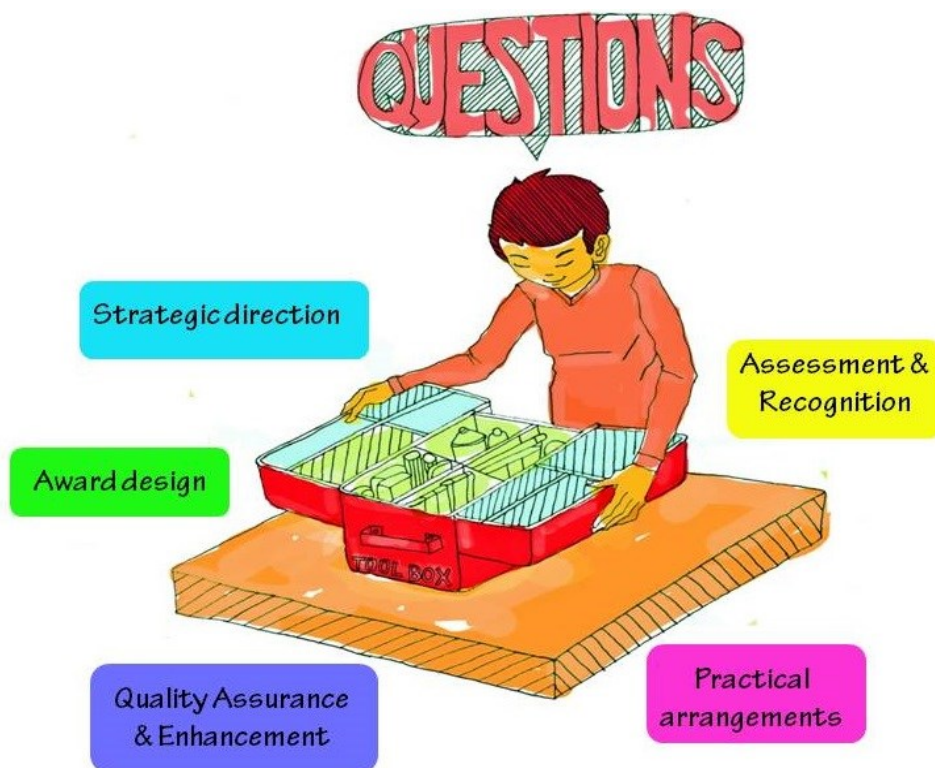 QUESTIONS
Strategic direction
Assessment &
Recognition
Award design
TOOL BOX
Quality Assurance
& Enhancement
Practical
arrangements